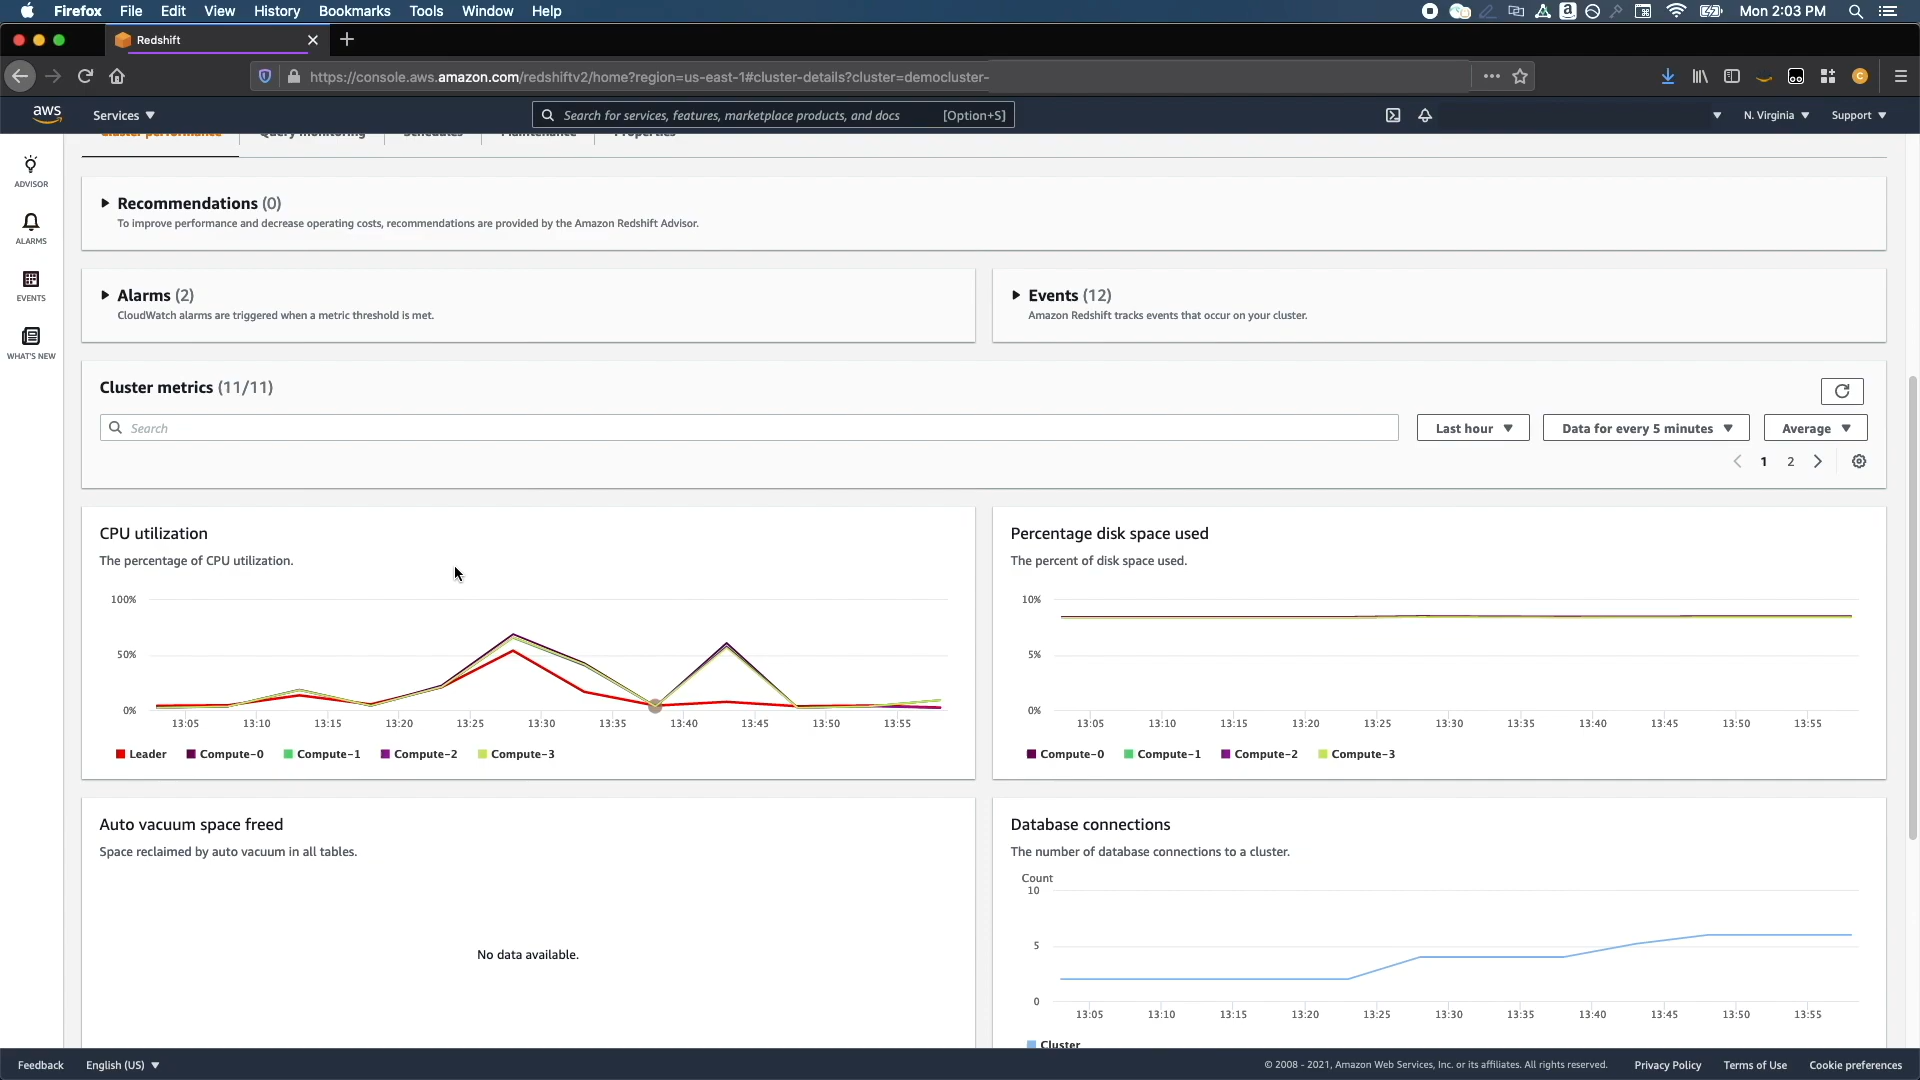 Firefox File Edit View History Bookmarks Tools Window Help Mon 2:03 PM
Redshift
https://console.aws.amazon.com/redshiftv2/home?region=us-east-1#cluster-details?cluster=democluster-
aws Services Search for services, features, marketplace products, and docs [Option+S] N. Virginia Support
Cluster performance Query monitoring Schedules Maintenance Properties
ADVISOR
ALARMS
EVENTS
WHAT'S NEW
Recommendations (0)
To improve performance and decrease operating costs, recommendations are provided by the Amazon Redshift Advisor.
Alarms (2)
CloudWatch alarms are triggered when a metric threshold is met.
Events (12)
Amazon Redshift tracks events that occur on your cluster.
Cluster metrics (11/11)
Search Last hour Data for every 5 minutes Average
1 2
CPU utilization
The percentage of CPU utilization.
100%
50%
0%
13:05 13:10 13:15 13:20 13:25 13:30 13:35 13:40 13:45 13:50 13:55
Leader Compute-0 Compute-1 Compute-2 Compute-3
Percentage disk space used
The percent of disk space used.
10%
5%
0%
13:05 13:10 13:15 13:20 13:25 13:30 13:35 13:40 13:45 13:50 13:55
Compute-0 Compute-1 Compute-2 Compute-3
Auto vacuum space freed
Space reclaimed by auto vacuum in all tables.
No data available.
Database connections
The number of database connections to a cluster.
Count
10
5
0
13:05 13:10 13:15 13:20 13:25 13:30 13:35 13:40 13:45 13:50 13:55
Cluster
Feedback English (US) © 2008 - 2021, Amazon Web Services, Inc. or its affiliates. All rights reserved. Privacy Policy Terms of Use Cookie preferences